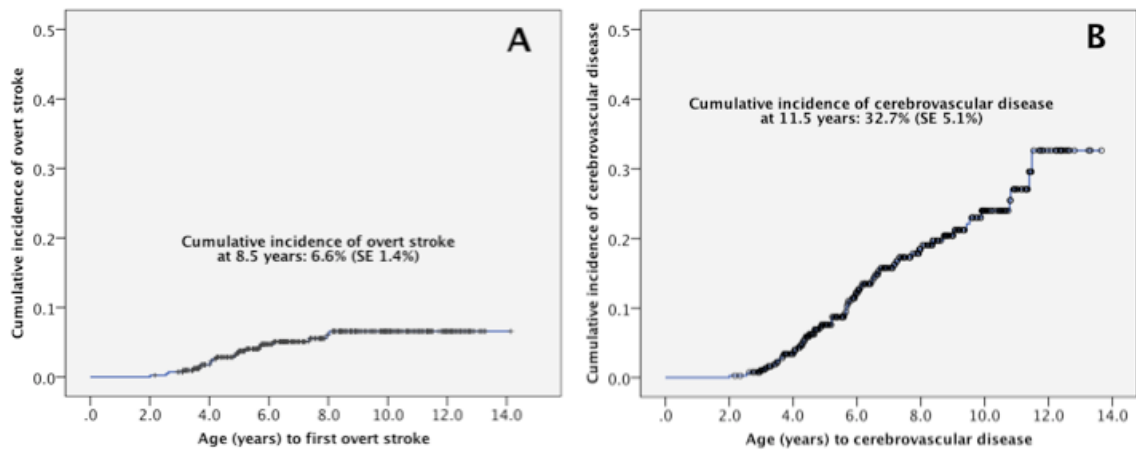 A
Cumulative incidence of overt stroke
0.5
0.4
0.3
0.2
0.1
0.0
Cumulative incidence of overt stroke
at 8.5 years: 6.6% (SE 1.4%)
.0 2.0 4.0 6.0 8.0 10.0 12.0 14.0
Age (years) to first overt stroke
B
Cumulative incidence of cerebrovascular disease
0.5
0.4
0.3
0.2
0.1
0.0
Cumulative incidence of cerebrovascular disease
at 11.5 years: 32.7% (SE 5.1%)
.0 2.0 4.0 6.0 8.0 10.0 12.0 14.0
Age (years) to cerebrovascular disease